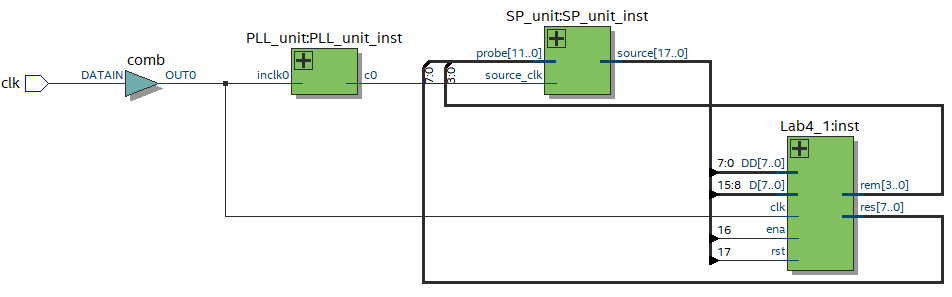 SP_unit:SP_unit_inst
PLL_unit:PLL_unit_inst
probe[11..0]
source[17..0]
comb
clk
DATAIN
OUT0
inclk0
c0
7:0
3:0
source_clk
Lab4_1:inst
7:0 DD[7..0]
15:8 D[7..0]
rem[3..0]
clk
res[7..0]
16 ena
17 rst